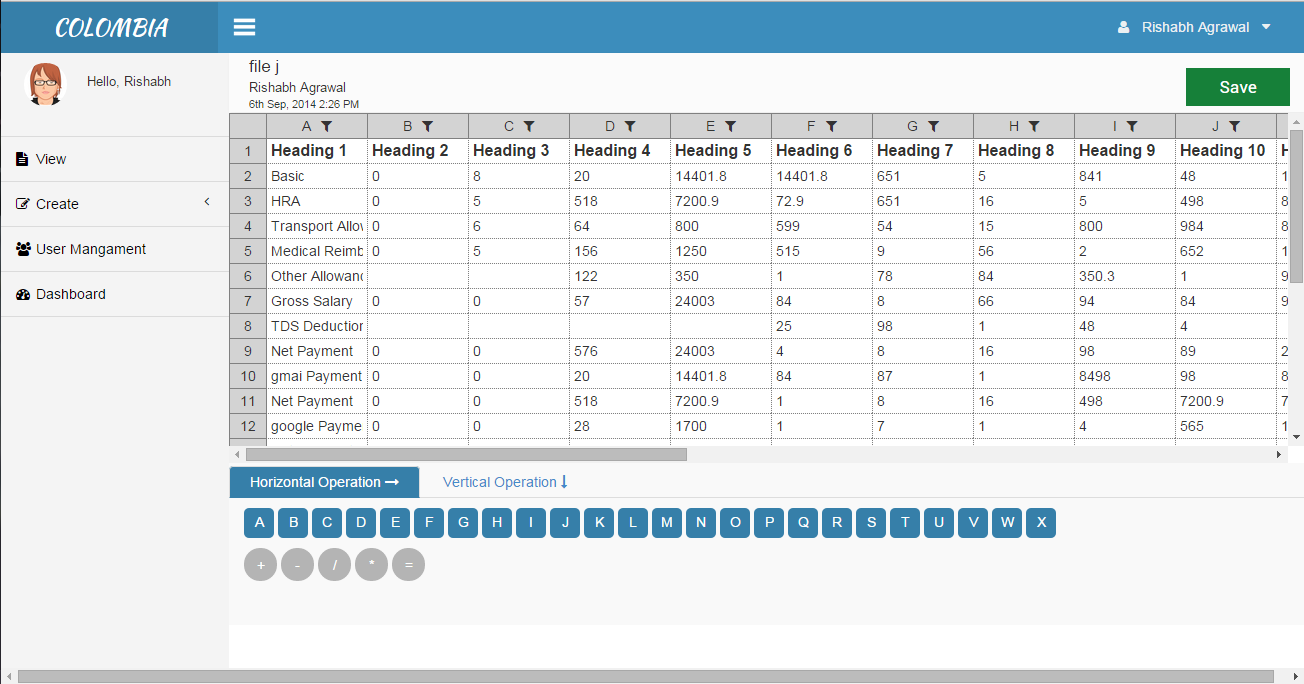 COLOMBIA
Rishabh Agrawal
Hello, Rishabh
View
Create
User Mangament
Dashboard
file j
Rishabh Agrawal
6th Sep, 2014 2:26 PM
Save
A B C D E F G H I J
1 Heading 1 Heading 2 Heading 3 Heading 4 Heading 5 Heading 6 Heading 7 Heading 8 Heading 9 Heading 10
2 Basic 0 8 20 14401.8 14401.8 651 5 841 48 1
3 HRA 0 5 518 7200.9 72.9 651 16 5 498 8
4 Transport Allov 0 6 64 800 599 54 15 800 984 8
5 Medical Reimb 0 5 156 1250 515 9 56 2 652 1
6 Other Allowanc 122 350 1 78 84 350.3 1 9
7 Gross Salary 0 0 57 24003 84 8 66 94 84 9
8 TDS Deduction 25 98 1 48 4
9 Net Payment 0 0 576 24003 4 8 16 98 89 2
10 gmai Payment 0 0 20 14401.8 84 87 1 8498 98 8
11 Net Payment 0 0 518 7200.9 1 8 16 498 7200.9 7
12 google Payme 0 0 28 1700 1 7 1 4 565 1
Horizontal Operation → Vertical Operation ↓
A B C D E F G H I J K L M N O P Q R S T U V W X
+ - / * =